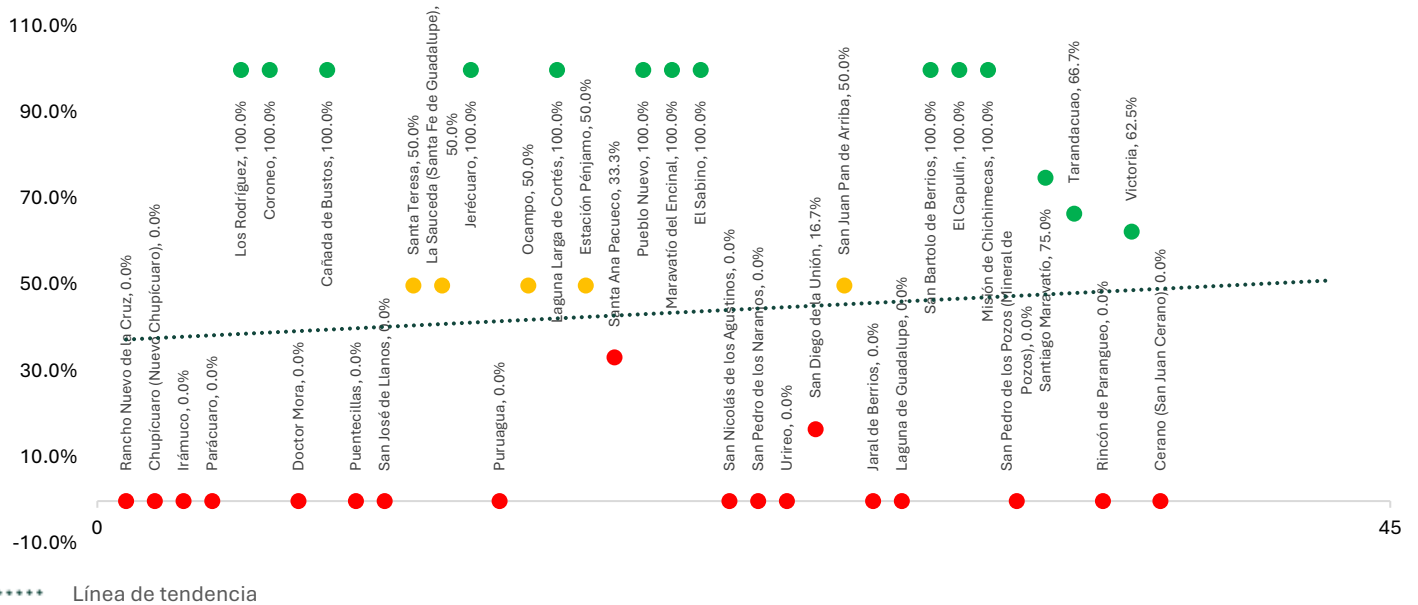 110.0%
90.0%
70.0%
50.0%
30.0%
10.0%
-10.0%
0
45
Rancho Nuevo de la Cruz, 0.0%
Chupícuaro (Nuevo Chupícuaro), 0.0%
Irámuco, 0.0%
Parácuaro, 0.0%
Los Rodríguez, 100.0%
Coroneo, 100.0%
Doctor Mora, 0.0%
Cañada de Bustos, 100.0%
Puentecillas, 0.0%
San José de Llanos, 0.0%
Santa Teresa, 50.0%
La Sauceda (Santa Fe de Guadalupe),
50.0%
Jerécuaro, 100.0%
Puruagua, 0.0%
Ocampo, 50.0%
Laguna Larga de Cortés, 100.0%
Estación Pénjamo, 50.0%
Santa Ana Pacueco, 33.3%
Pueblo Nuevo, 100.0%
Maravatío del Encinal, 100.0%
El Sabino, 100.0%
San Nicolás de los Agustinos, 0.0%
San Pedro de los Naranjos, 0.0%
Urireo, 0.0%
San Diego de la Unión, 16.7%
San Juan Pan de Arriba, 50.0%
Jaral de Berrios, 0.0%
Laguna de Guadalupe, 0.0%
San Bartolo de Berrios, 100.0%
El Capulín, 100.0%
Misión de Chichimecas, 100.0%
San Pedro de los Pozos (Mineral de
Pozos), 0.0%
Santiago Maravatío, 75.0%
Tarandacuao, 66.7%
Rincón de Parangueo, 0.0%
Victoria, 62.5%
Cerano (San Juan Cerano), 0.0%
Línea de tendencia